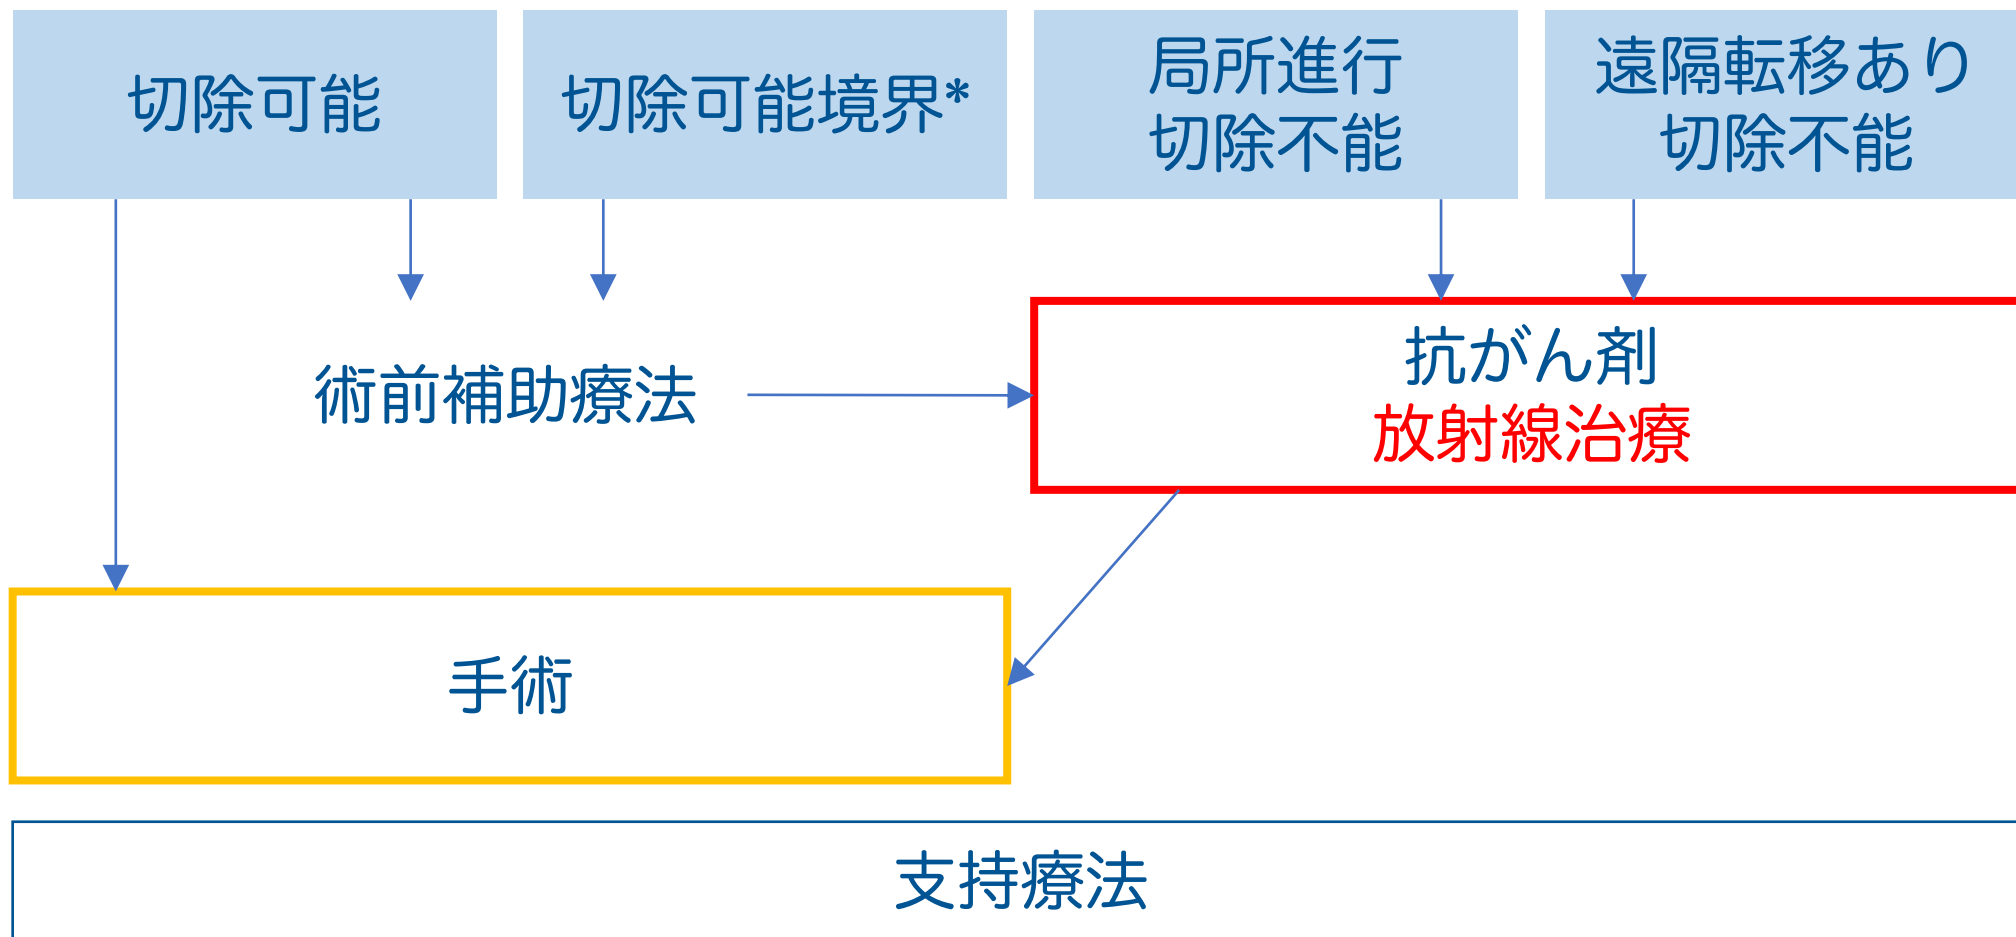 切除可能
切除可能境界*
局所進行
切除不能
遠隔転移あり
切除不能
術前補助療法
抗がん剤
放射線治療
手術
支持療法